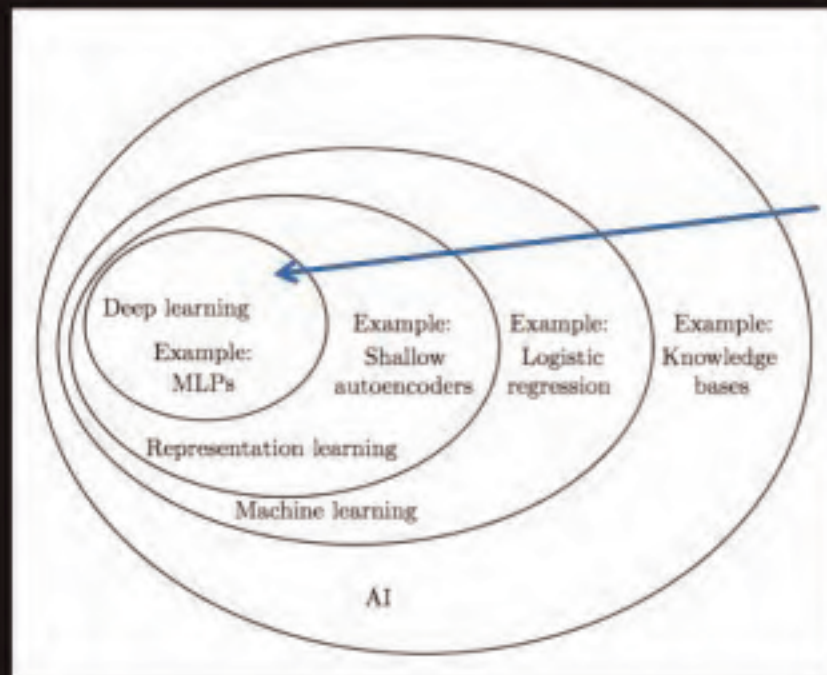 Deep learning
Example:
MLPs
Example:
Shallow
autoencoders
Example:
Logistic
regression
Example:
Knowledge
bases
Representation learning
Machine learning
AI